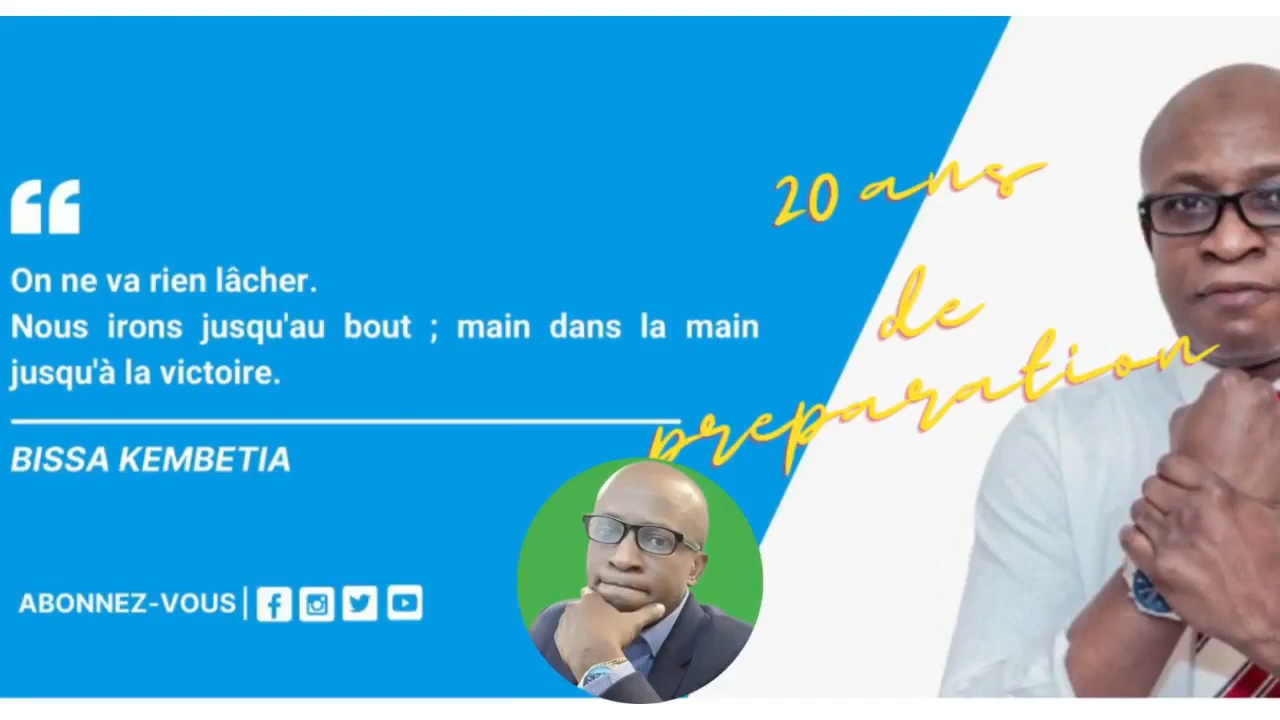 On ne va rien lâcher.
Nous irons jusqu'au bout ; main dans la main
jusqu'à la victoire.
BISSA KEMBETIA
ABONNEZ-VOUS|
20 ans
de
preparation